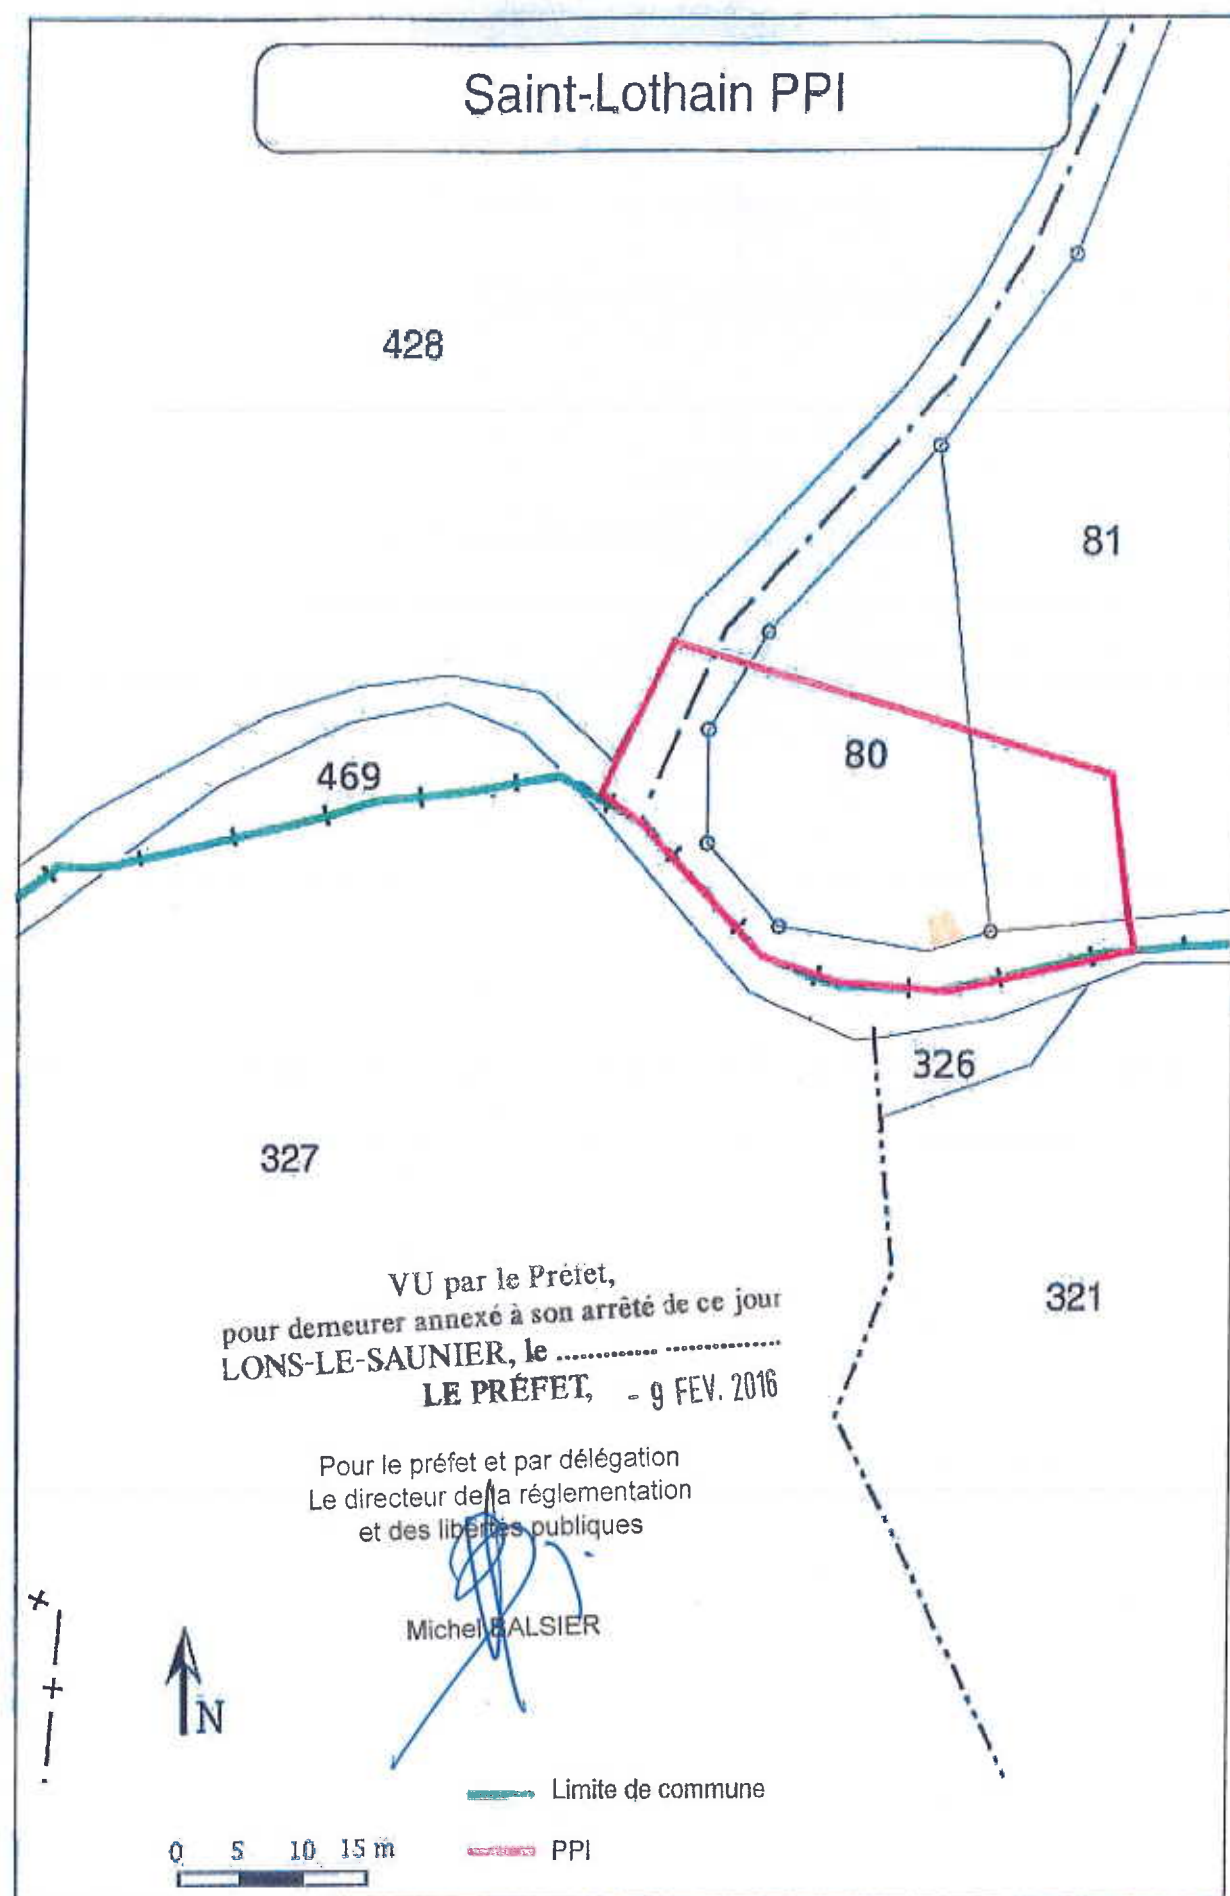 Saint-Lothain PPI
428
81
80
469
326
327
321
VU par le Préfet,
pour demeurer annexé à son arrêté de ce jour
LONS-LE-SAUNIER, le ............. ...............
LE PRÉFET, - 9 FEV. 2016
Pour le préfet et par délégation
Le directeur de la réglementation
et des libertés publiques
Michel BALSIER
N
Limite de commune
0 5 10 15 m
PPI